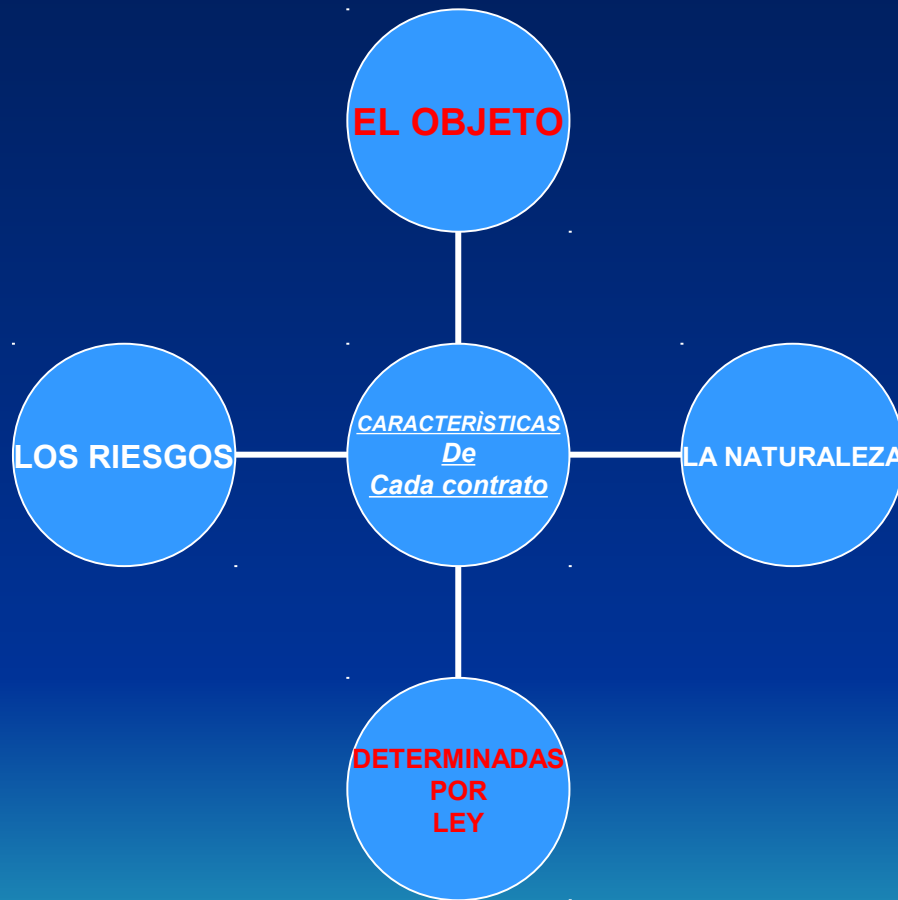 EL OBJETO
LOS RIESGOS
CARACTERÌSTICAS
De
Cada contrato
LA NATURALEZA
DETERMINADAS
POR
LEY